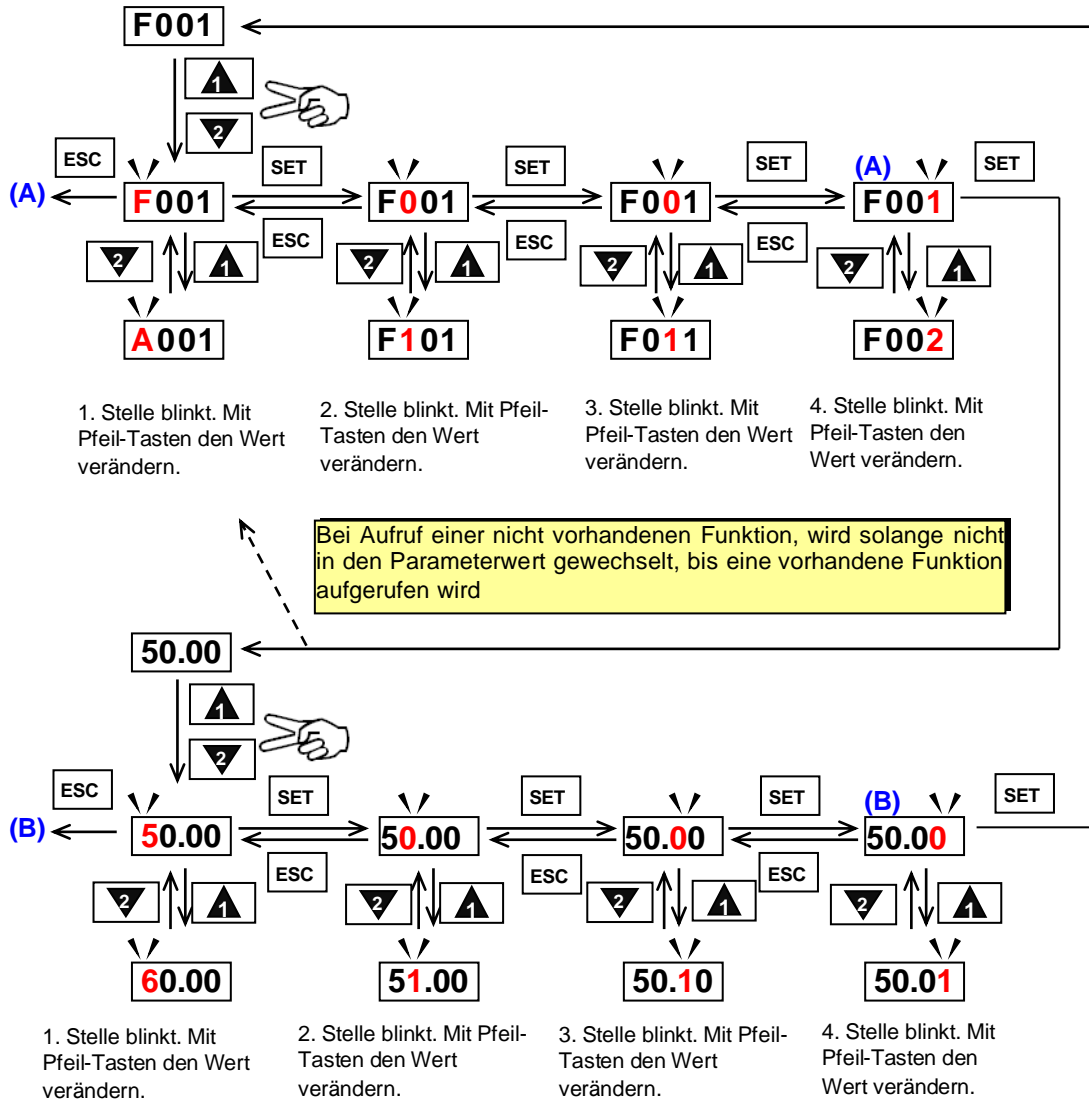 F001
1
2
ESC
SET
SET
SET
(A)
SET
(A)
F001
F001
F001
F001
ESC
ESC
ESC
2
1
2
1
2
1
2
1
A001
F101
F011
F002
1. Stelle blinkt. Mit
Pfeil-Tasten den Wert
verändern.
2. Stelle blinkt. Mit Pfeil-
Tasten den Wert
verändern.
3. Stelle blinkt. Mit
Pfeil-Tasten den Wert
verändern.
4. Stelle blinkt. Mit
Pfeil-Tasten den
Wert verändern.
Bei Aufruf einer nicht vorhandenen Funktion, wird solange nicht
in den Parameterwert gewechselt, bis eine vorhandene Funktion
aufgerufen wird
50.00
1
2
ESC
SET
SET
SET
(B)
SET
(B)
50.00
50.00
50.00
50.00
ESC
ESC
ESC
2
1
2
1
2
1
2
1
60.00
51.00
50.10
50.01
1. Stelle blinkt. Mit
Pfeil-Tasten den Wert
verändern.
2. Stelle blinkt. Mit Pfeil-
Tasten den Wert
verändern.
3. Stelle blinkt. Mit Pfeil-
Tasten den Wert
verändern.
4. Stelle blinkt. Mit
Pfeil-Tasten den
Wert verändern.